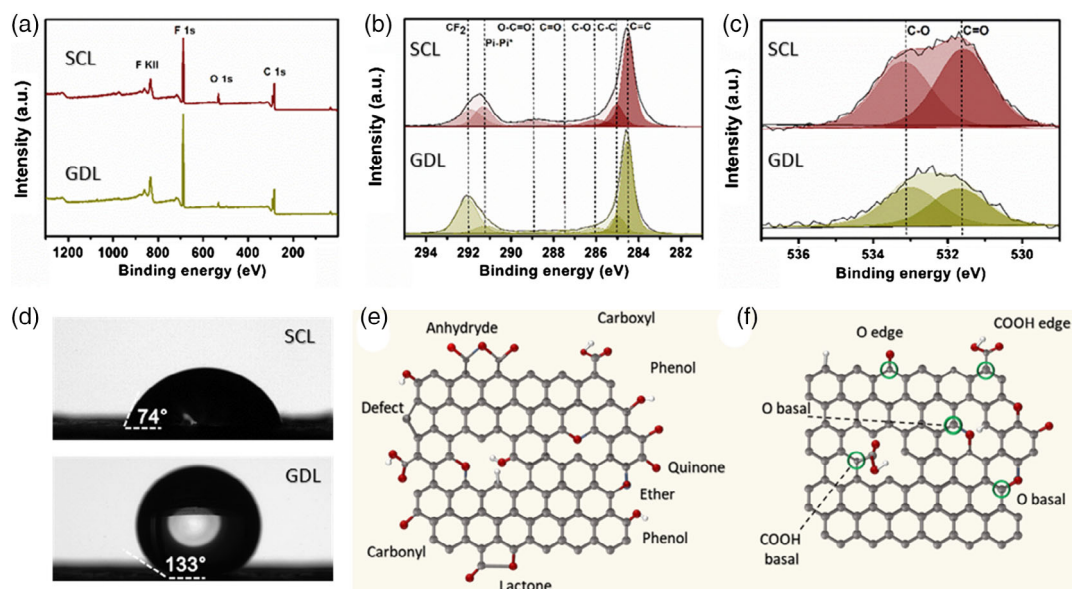 (a)
SCL
F KII
F 1s
O 1s
C 1s
GDL
Intensity (a.u.)
1200 1000 800 600 400 200
Binding energy (eV)
(b)
CF2
Pi-Pi*
O-C=O
C=O
C-O
C-C
C=C
SCL
GDL
Intensity (a.u.)
294 292 290 288 286 284 282
Binding energy (eV)
(c)
C-O
C=O
SCL
GDL
Intensity (a.u.)
536 534 532 530
Binding energy (eV)
(d)
SCL
74°
GDL
133°
(e)
Anhydryde
Carboxyl
Phenol
Defect
Quinone
Ether
Phenol
Carbonyl
Lactone
(f)
O edge
COOH edge
O basal
O basal
COOH
basal